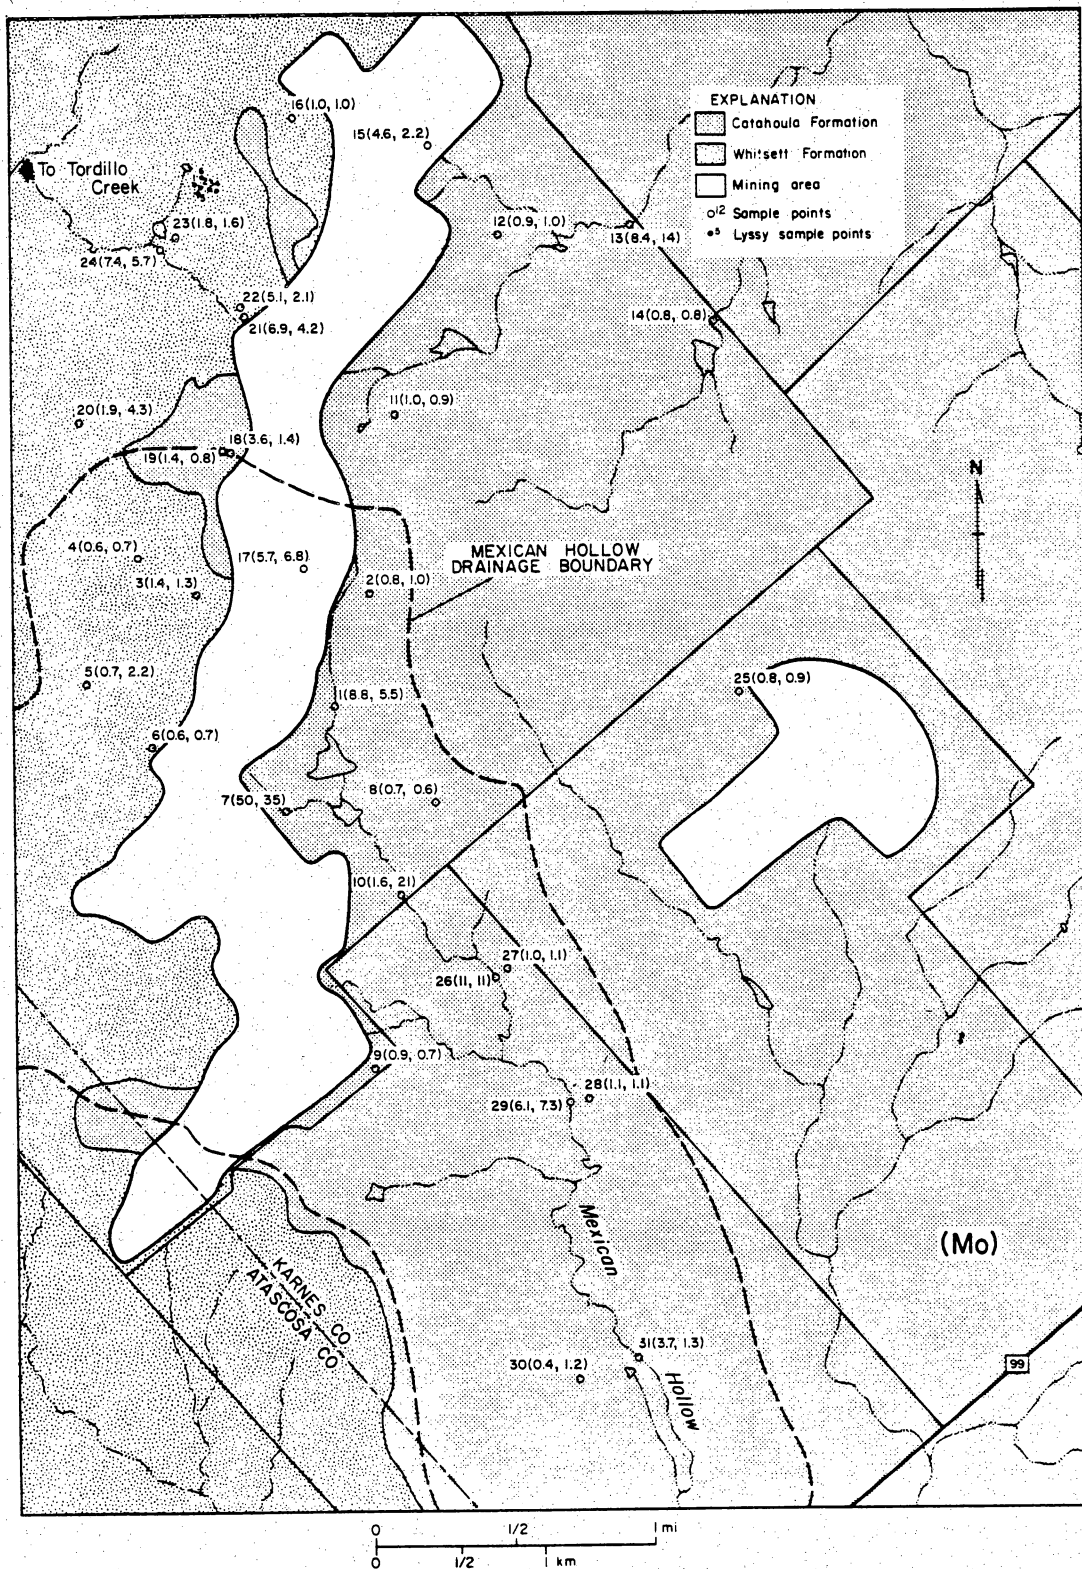 16(1.0, 1.0)
15(4.6, 2.2)
EXPLANATION
Catahoula Formation
Whitsett Formation
Mining area
12 Sample points
5 Lyssy sample points
To Tordillo
Creek
23(1.8, 1.6)
24(7.4, 5.7)
12(0.9, 1.0)
13(8.4, 14)
22(5.1, 2.1)
21(6.9, 4.2)
14(0.8, 0.8)
20(1.9, 4.3)
11(1.0, 0.9)
18(3.6, 1.4)
19(1.4, 0.8)
N
4(0.6, 0.7)
17(5.7, 6.8)
MEXICAN HOLLOW
DRAINAGE BOUNDARY
3(1.4, 1.3)
2(0.8, 1.0)
5(0.7, 2.2)
25(0.8, 0.9)
1(8.8, 5.5)
6(0.6, 0.7)
7(50, 35)
8(0.7, 0.6)
10(1.6, 21)
27(1.0, 1.1)
26(11, 11)
9(0.9, 0.7)
28(1.1, 1.1)
29(6.1, 7.3)
Mexican
Hollow
(Mo)
KARNES CO
ATASCOSA CO
31(3.7, 1.3)
30(0.4, 1.2)
99
0 1/2 1 mi
0 1/2 1 km